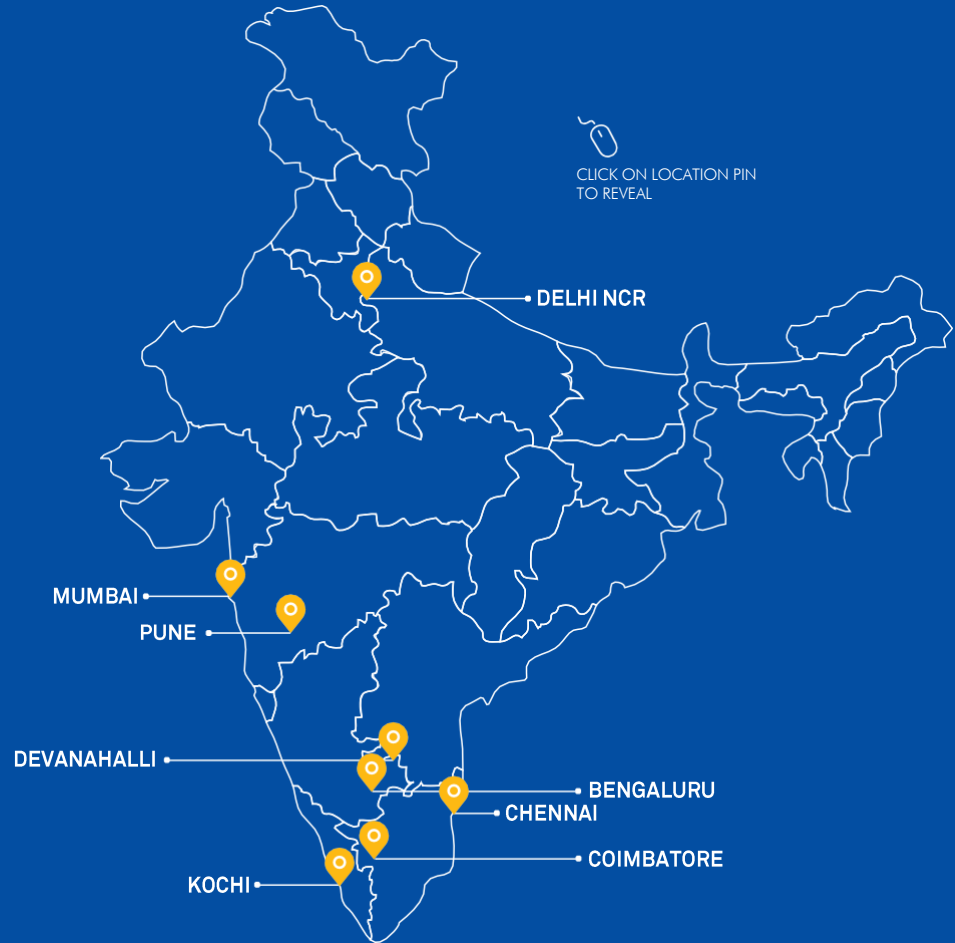 CLICK ON LOCATION PIN
TO REVEAL
DELHI NCR
MUMBAI
PUNE
DEVANAHALLI
BENGALURU
CHENNAI
COIMBATORE
KOCHI